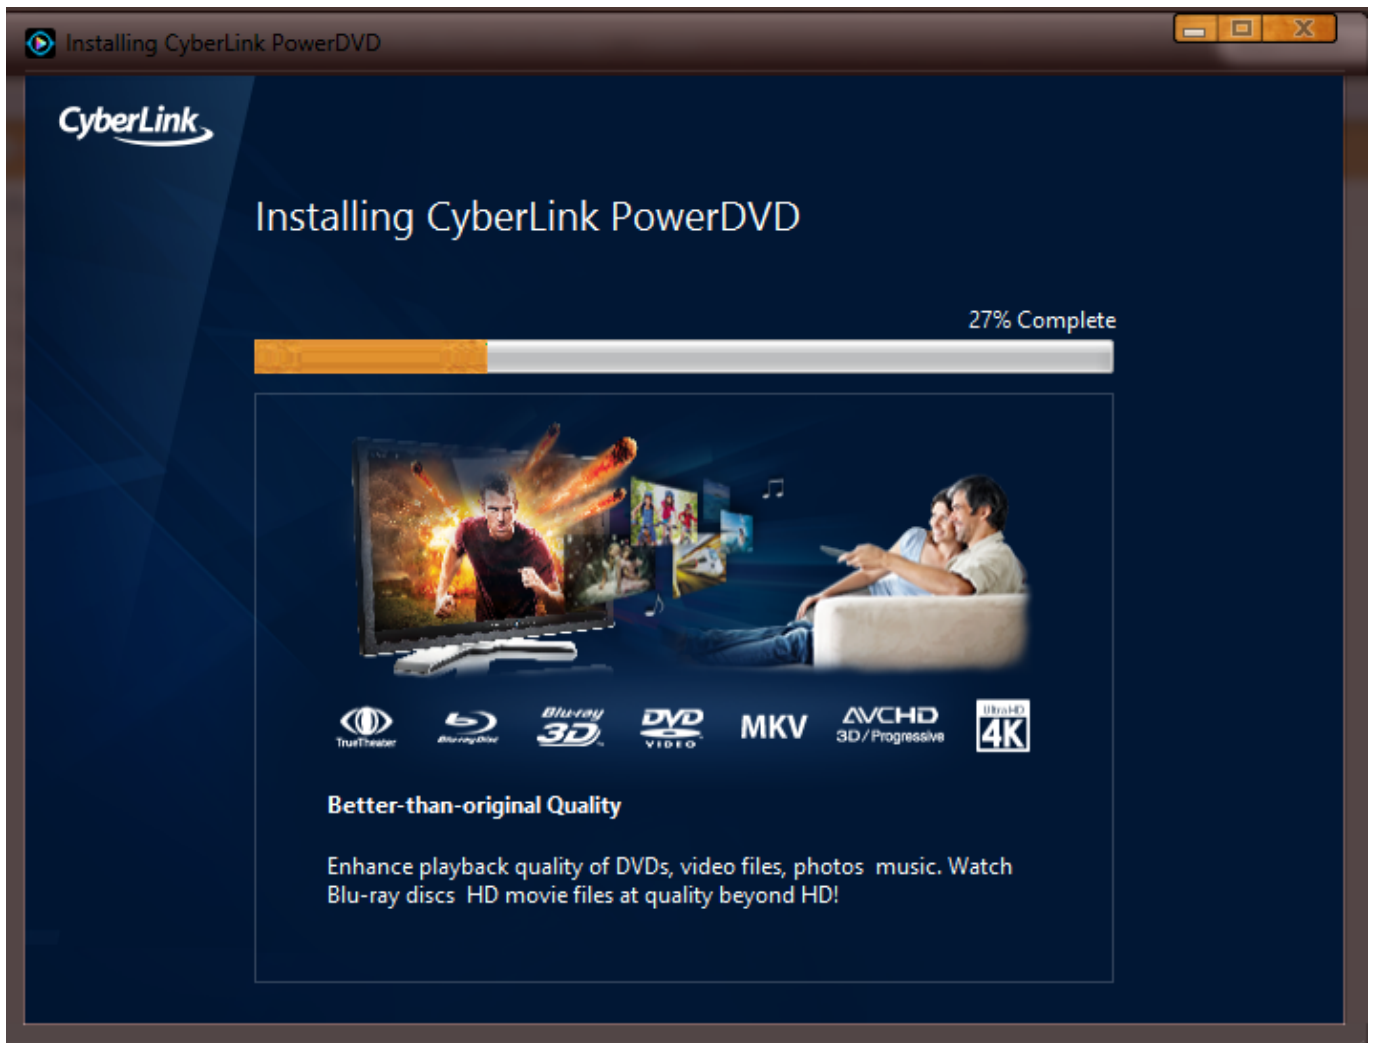 Installing CyberLink PowerDVD
CyberLink
Installing CyberLink PowerDVD
27% Complete
TrueTheater
Blu-ray Disc
Blu-ray
3D
DVD
VIDEO
MKV
AVCHD
3D/Progressive
Ultra HD
4K
Better-than-original Quality
Enhance playback quality of DVDs, video files, photos  music. Watch
Blu-ray discs  HD movie files at quality beyond HD!